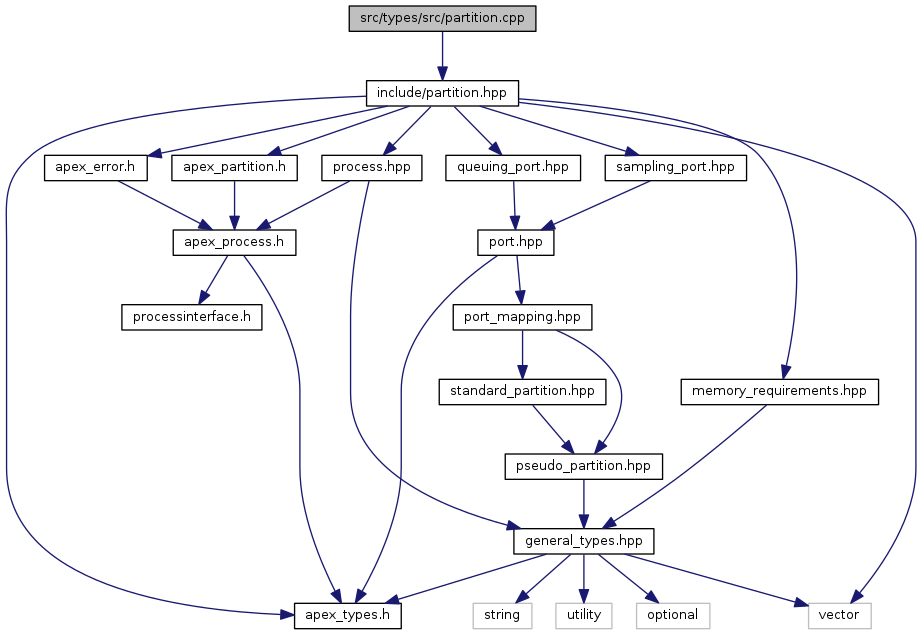 src/types/src/partition.cpp
include/partition.hpp
apex_error.h
apex_partition.h
process.hpp
queuing_port.hpp
sampling_port.hpp
apex_process.h
port.hpp
processinterface.h
port_mapping.hpp
standard_partition.hpp
memory_requirements.hpp
pseudo_partition.hpp
general_types.hpp
apex_types.h
string
utility
optional
vector